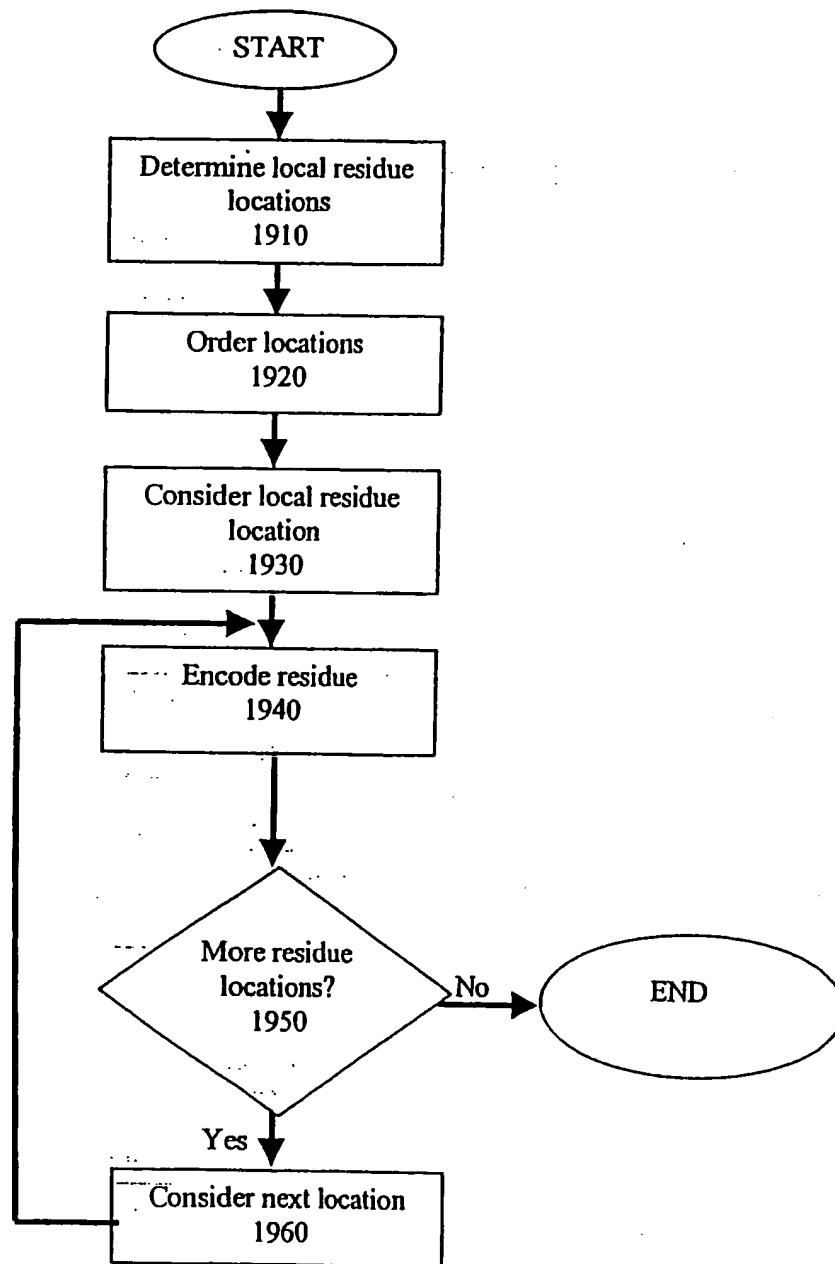 START
Determine local residue
locations
1910
Order locations
1920
Consider local residue
location
1930
Encode residue
1940
More residue
locations?
1950
No
END
Yes
Consider next location
1960